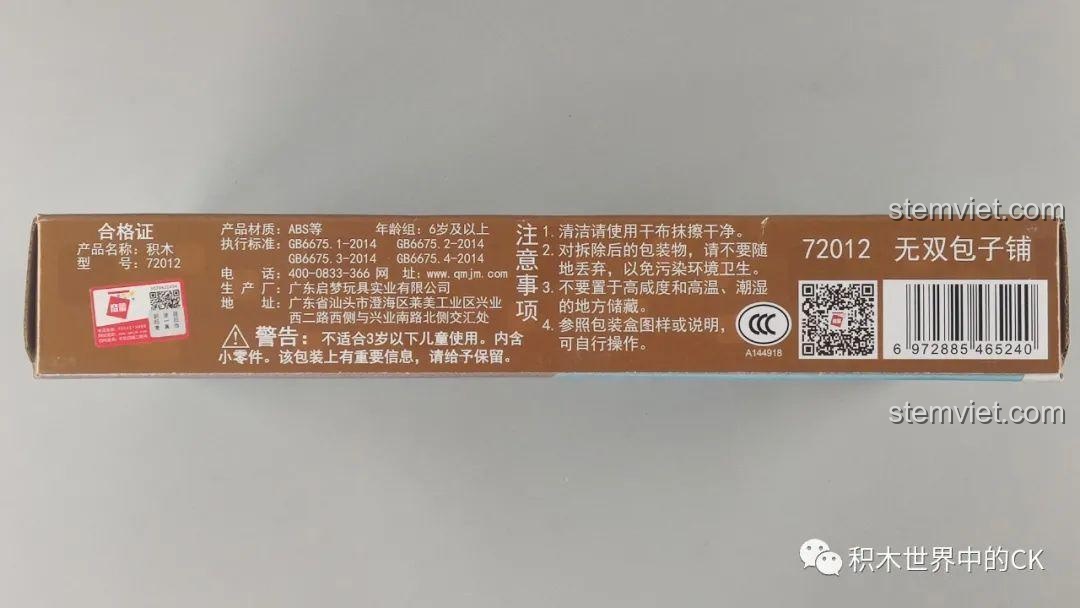 合格证
产品名称：积木
型 号：72012
奇萌
产品材质：ABS等 年龄组：6岁及以上
执行标准：GB6675.1-2014 GB6675.2-2014
GB6675.3-2014 GB6675.4-2014
电 话：400-0833-366 网 址：www.qmjm.com
生 产 厂：广东启梦玩具实业有限公司
地 址：广东省汕头市澄海区莱美工业区兴业
西二路西侧与兴业南路北侧交汇处
警告：不适合3岁以下儿童使用。内含
小零件。该包装上有重要信息，请给予保留。
注意事项
1. 清洁请使用干布抹擦干净。
2. 对拆除后的包装物，请不要随
地丢弃，以免污染环境卫生。
3. 不要置于高咸度和高温、潮湿
的地方储藏。
4. 参照包装盒图样或说明，
可自行操作。
CCC
A144918
72012 无双包子铺
6 972885 465240
stemviet.com
stemviet.com
积木世界中的CK